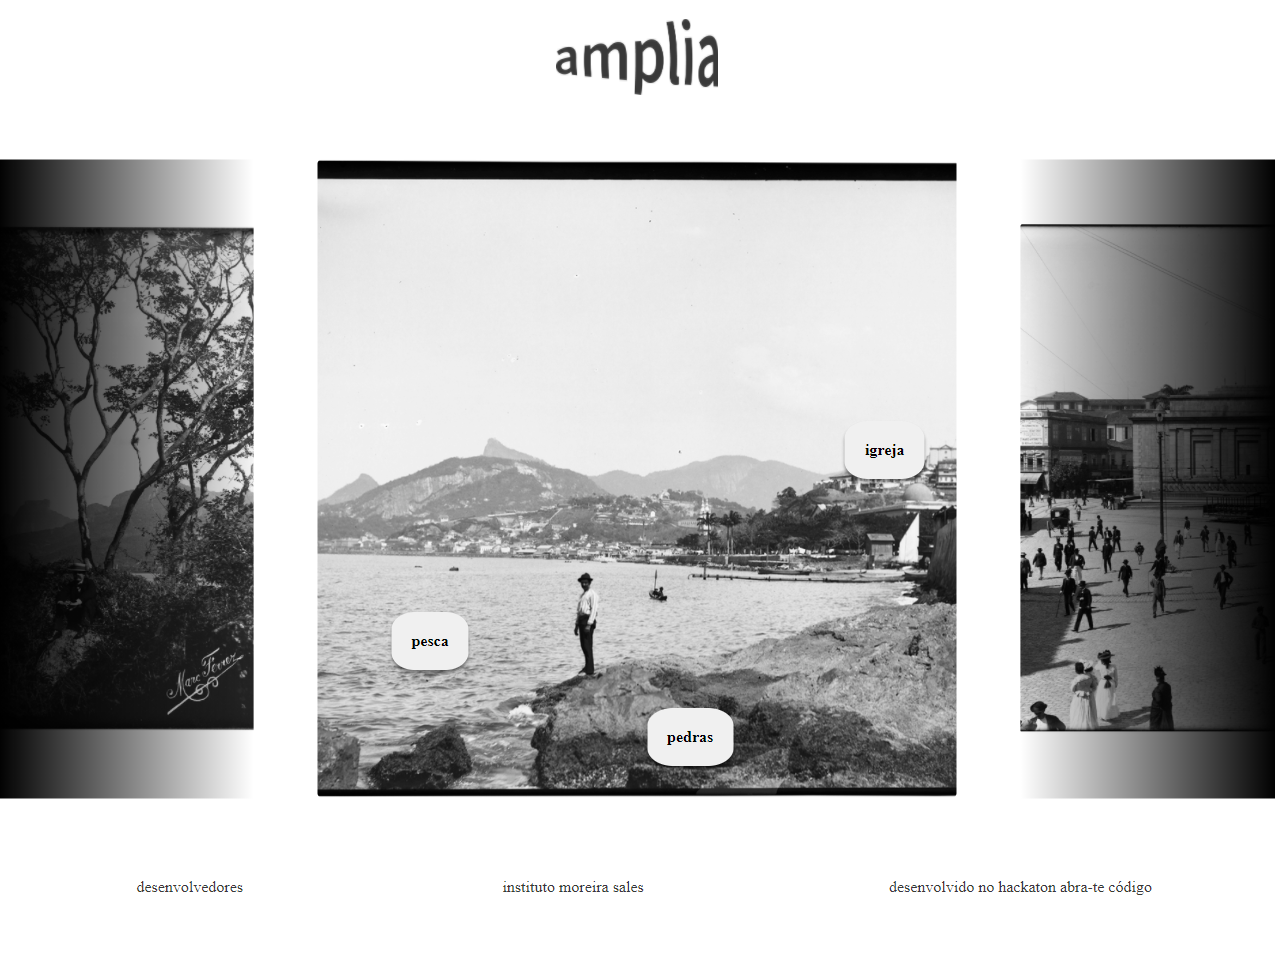 amplia
igreja
pesca
Marc Ferrez
pedras
desenvolvedores
instituto moreira sales
desenvolvido no hackaton abra-te código